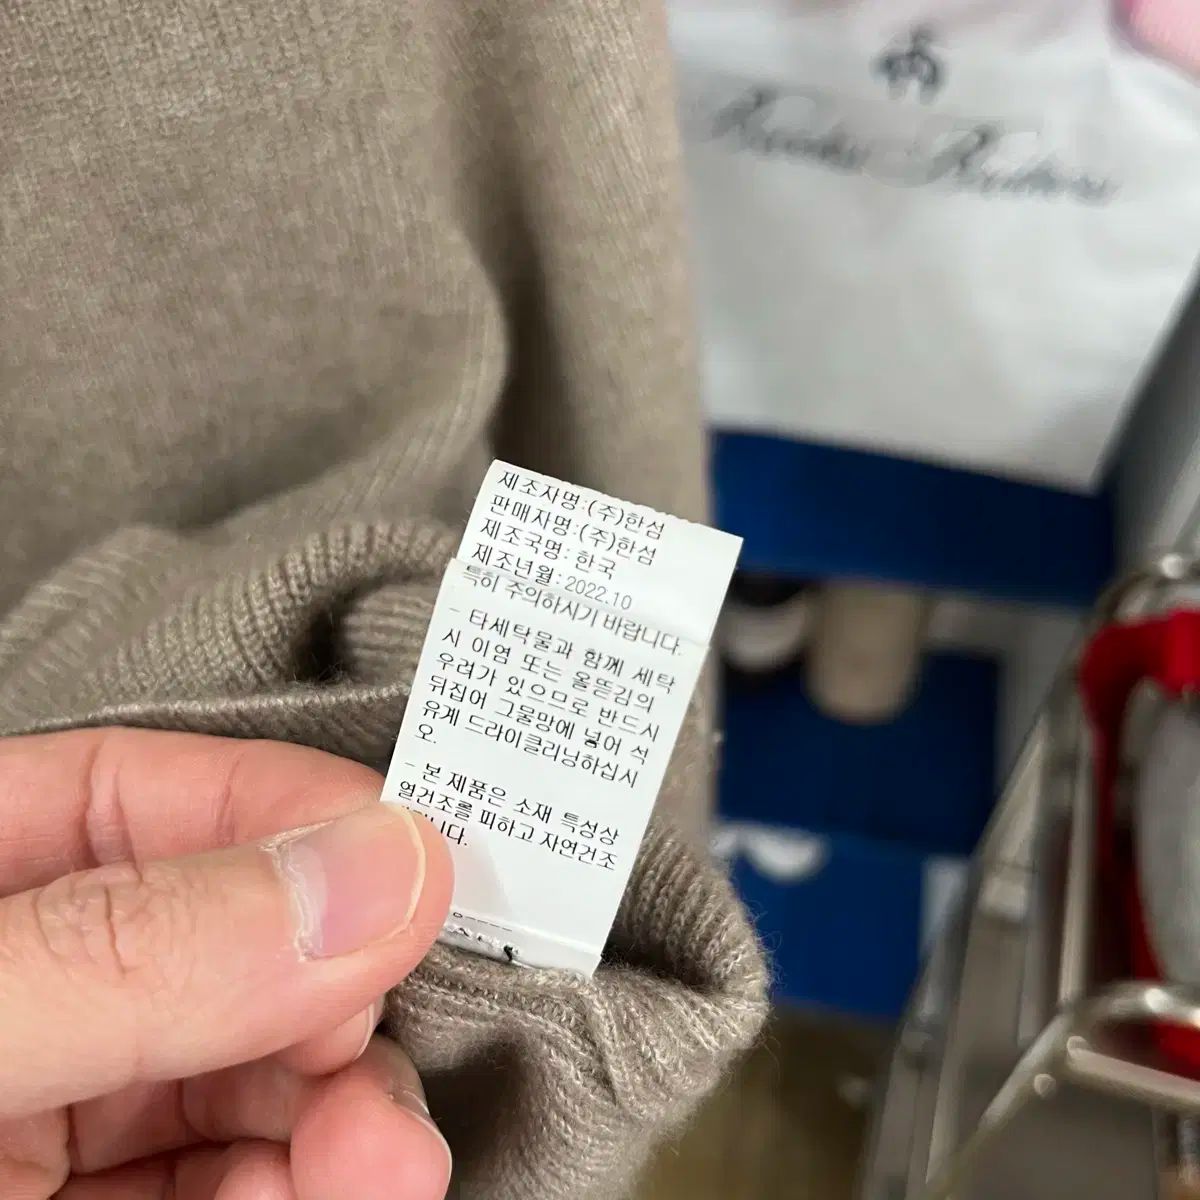 Brooks Brothers
제조자명:(주)한섬
판매자명:(주)한섬
제조국명: 한국
제조년월: 2022.10
특히 주의하시기 바랍니다.
- 타세탁물과 함께 세탁
시 이염 또는 올뜯김의
우려가 있으므로 반드시
뒤집어 그물망에 넣어 석
유계 드라이클리닝하십시
오.
- 본 제품은 소재 특성상
열건조를 피하고 자연건조